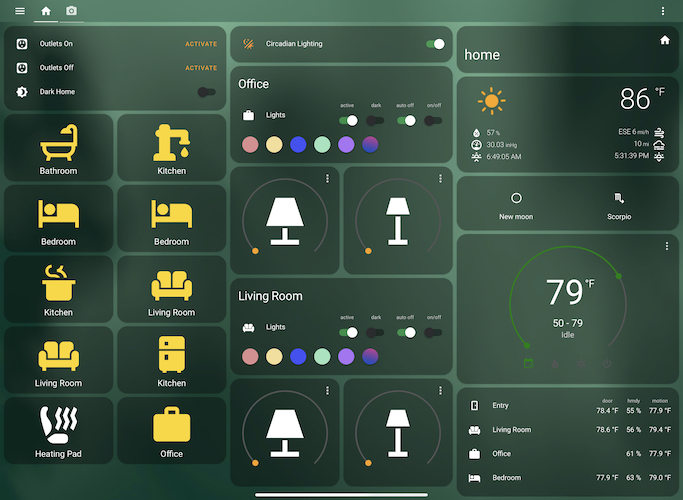 Outlets On ACTIVATE
Outlets Off ACTIVATE
Dark Home
Bathroom
Kitchen
Bedroom
Bedroom
Kitchen
Living Room
Living Room
Kitchen
Heating Pad
Office
Circadian Lighting
Office
active dark auto off on/off
Lights
Living Room
active dark auto off on/off
Lights
home
86 °F
57 % ESE 6 mi/h
30.03 inHg 10 mi
6:49:05 AM 5:31:39 PM
New moon Scorpio
79 °F
50 - 79
Idle
door hmdy motion
Entry 78.4 °F 55 % 77.9 °F
Living Room 78.6 °F 56 % 79.4 °F
Office 61 % 77.9 °F
Bedroom 77.9 °F 63 % 79.0 °F